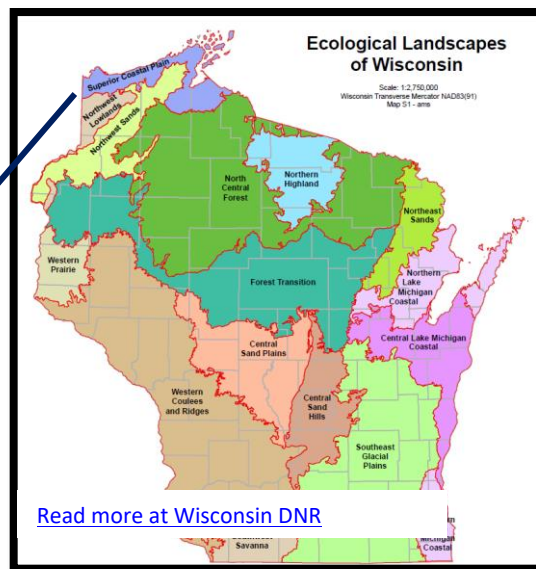 Ecological Landscapes
of Wisconsin
Scale: 1:2,750,000
Wisconsin Transverse Mercator NAD83(91)
Map S1 - ams
Superior Coastal Plain
Northwest
Lowlands
Northwest Sands
North
Central
Forest
Northern
Highland
Northeast
Sands
Western
Prairie
Forest Transition
Northern
Lake
Michigan
Coastal
Central Lake Michigan
Coastal
Central
Sand Plains
Western
Coulees
and Ridges
Central
Sand
Hills
Southeast
Glacial
Plains
Read more at Wisconsin DNR
Savanna
Michigan
Coastal